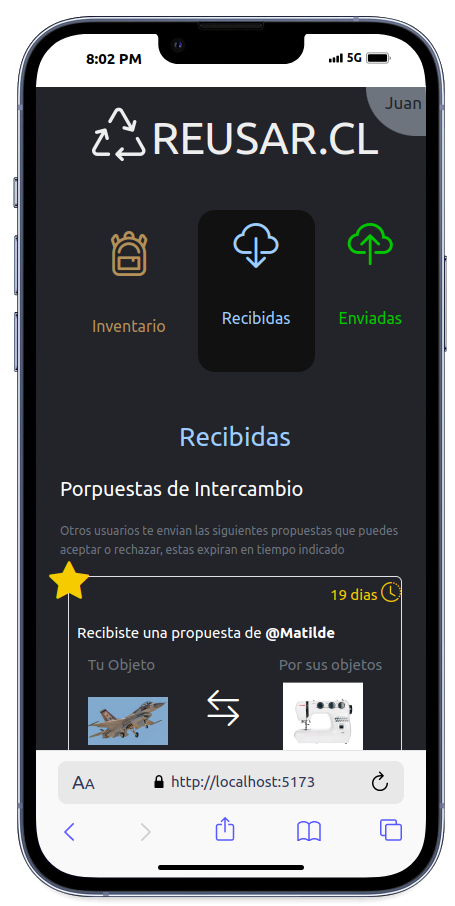 8:02 PM
5G
Juan
REUSAR.CL
Inventario
Recibidas
Enviadas
Recibidas
Porpuestas de Intercambio
Otros usuarios te envian las siguientes propuestas que puedes
aceptar o rechazar, estas expiran en tiempo indicado
19 dias
Recibiste una propuesta de @Matilde
Tu Objeto
Por sus objetos
AA
http://localhost:5173